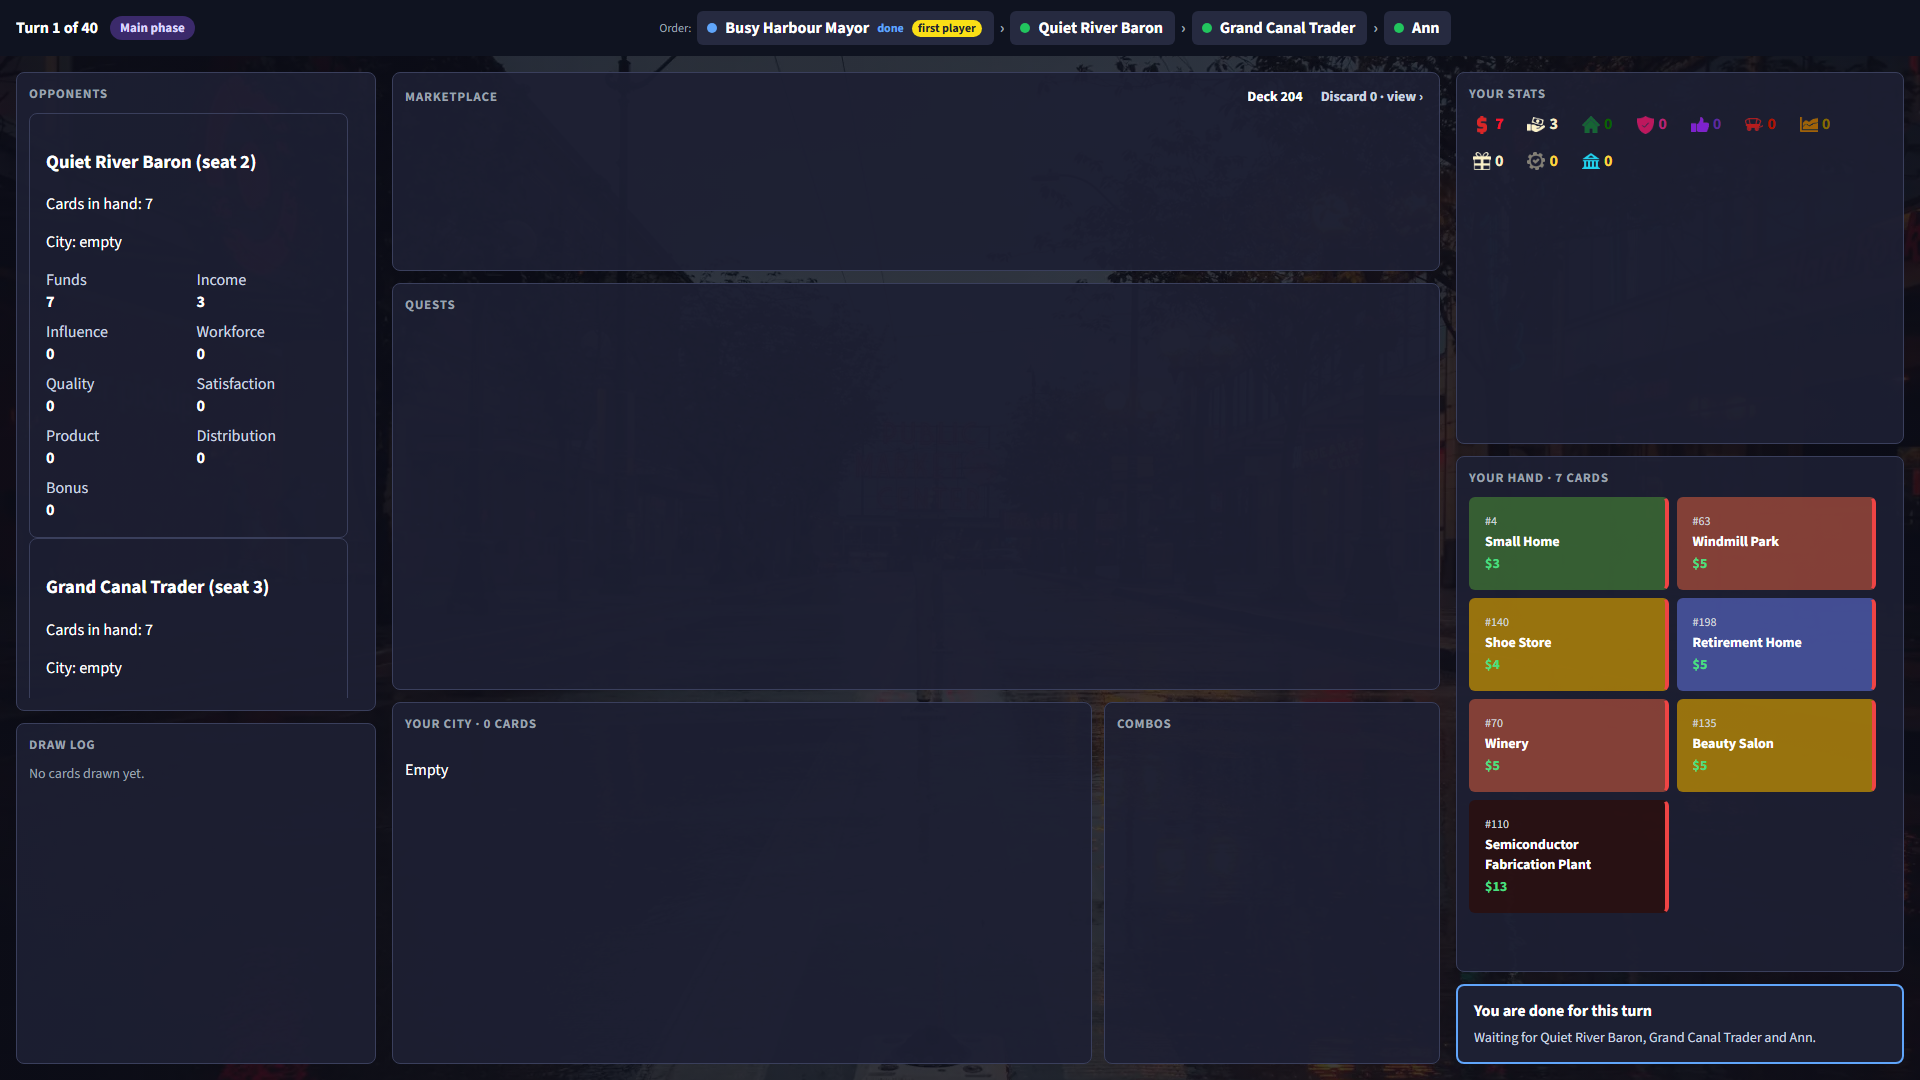 Turn 1 of 40 Main phase
Order: Busy Harbour Mayor done first player › Quiet River Baron › Grand Canal Trader › Ann
OPPONENTS
Quiet River Baron (seat 2)
Cards in hand: 7
City: empty
Funds Income
7 3
Influence Workforce
0 0
Quality Satisfaction
0 0
Product Distribution
0 0
Bonus
0
Grand Canal Trader (seat 3)
Cards in hand: 7
City: empty
DRAW LOG
No cards drawn yet.
MARKETPLACE Deck 204 Discard 0 · view ›
QUESTS
YOUR CITY · 0 CARDS
Empty
COMBOS
YOUR STATS
7 3 0 0 0 0 0
0 0 0
YOUR HAND · 7 CARDS
#4
Small Home
$3
#63
Windmill Park
$5
#140
Shoe Store
$4
#198
Retirement Home
$5
#70
Winery
$5
#135
Beauty Salon
$5
#110
Semiconductor
Fabrication Plant
$13
You are done for this turn
Waiting for Quiet River Baron, Grand Canal Trader and Ann.